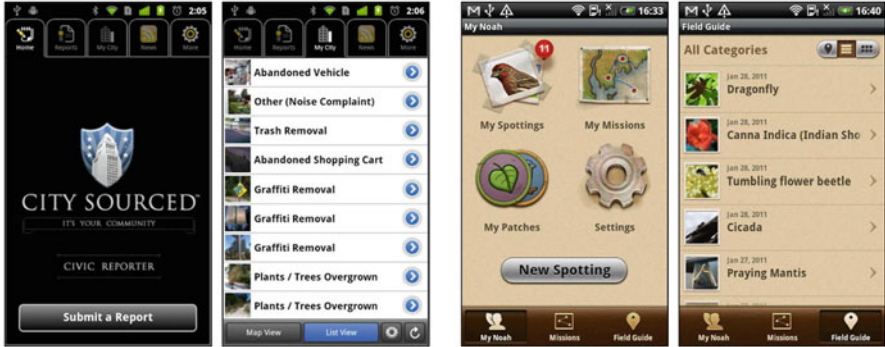 2:05
Home
Reports
My City
News
More
CITY SOURCED™
IT'S YOUR COMMUNITY
CIVIC REPORTER
Submit a Report
2:06
Home
Reports
My City
News
More
Abandoned Vehicle
Other (Noise Complaint)
Trash Removal
Abandoned Shopping Cart
Graffiti Removal
Graffiti Removal
Graffiti Removal
Plants / Trees Overgrown
Plants / Trees Overgrown
Map View
List View
16:33
My Noah
11
My Spottings
My Missions
My Patches
Settings
New Spotting
My Noah
Missions
Field Guide
16:40
Field Guide
All Categories
Jan 28, 2011
Dragonfly
Jan 28, 2011
Canna Indica (Indian Sho
Jan 28, 2011
Tumbling flower beetle
Jan 28, 2011
Cicada
Jan 27, 2011
Praying Mantis
My Noah
Missions
Field Guide